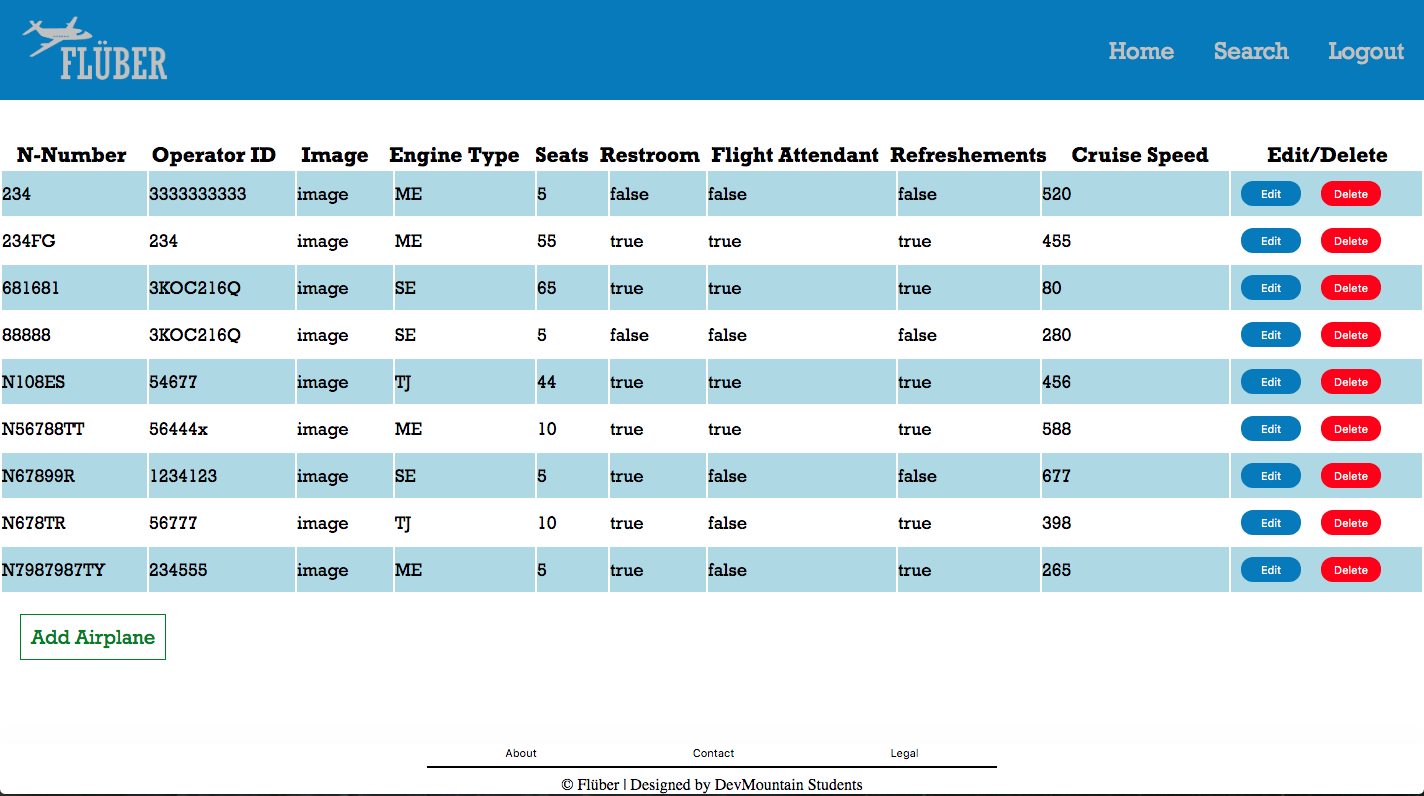 FLÜBER
Home Search Logout
N-Number Operator ID Image Engine Type Seats Restroom Flight Attendant Refreshements Cruise Speed Edit/Delete
234 3333333333 image ME 5 false false false 520 Edit Delete
234FG 234 image ME 55 true true true 455 Edit Delete
681681 3KOC216Q image SE 65 true true true 80 Edit Delete
88888 3KOC216Q image SE 5 false false false 280 Edit Delete
N108ES 54677 image TJ 44 true true true 456 Edit Delete
N56788TT 56444x image ME 10 true true true 588 Edit Delete
N67899R 1234123 image SE 5 true false false 677 Edit Delete
N678TR 56777 image TJ 10 true false true 398 Edit Delete
N7987987TY 234555 image ME 5 true false true 265 Edit Delete
Add Airplane
About Contact Legal
© Flüber | Designed by DevMountain Students